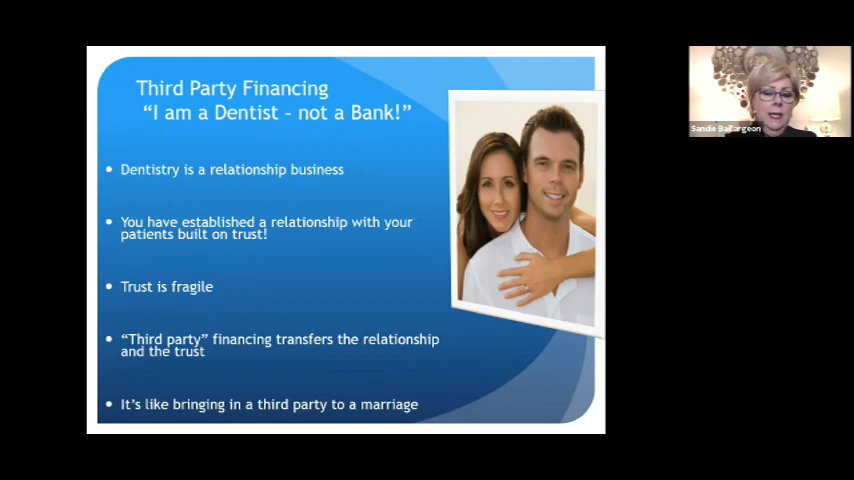 Third Party Financing
“I am a Dentist – not a Bank!”
Dentistry is a relationship business
You have established a relationship with your
patients built on trust!
Trust is fragile
“Third party” financing transfers the relationship
and the trust
It’s like bringing in a third party to a marriage
Sandie Baillargeon